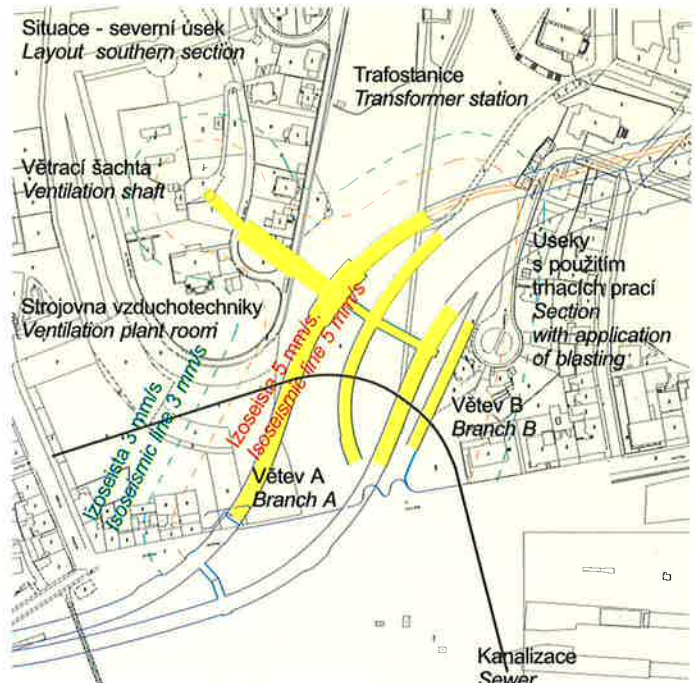 Situace - severní úsek
Layout southern section
Trafostanice
Transformer station
Větrací šachta
Ventilation shaft
Úseky
s použitím
trhacích prací
Section
with application
of blasting
Strojovna vzduchotechniky
Ventilation plant room
Izoseista 5 mm/s.
Isoseismic line 5 mm/s
Izoseista 3 mm/s
Isoseismic line 3 mm/s
Větev B
Branch B
Větev A
Branch A
Kanalizace
Sewer